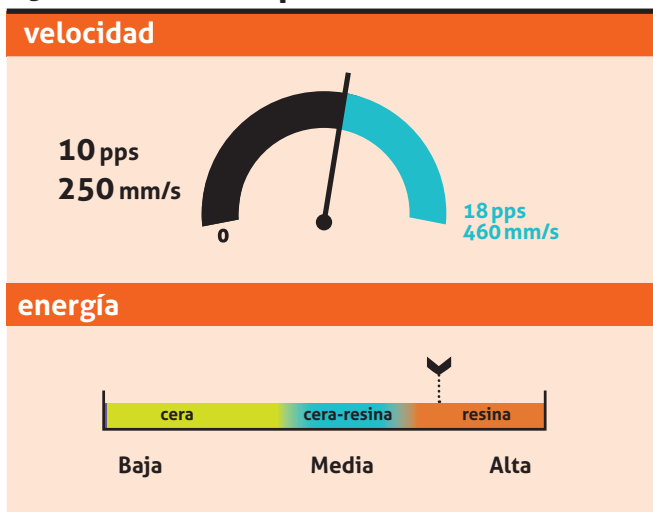 velocidad
10 pps
250 mm/s
0
18 pps
460 mm/s
energía
cera
cera-resina
resina
Baja
Media
Alta